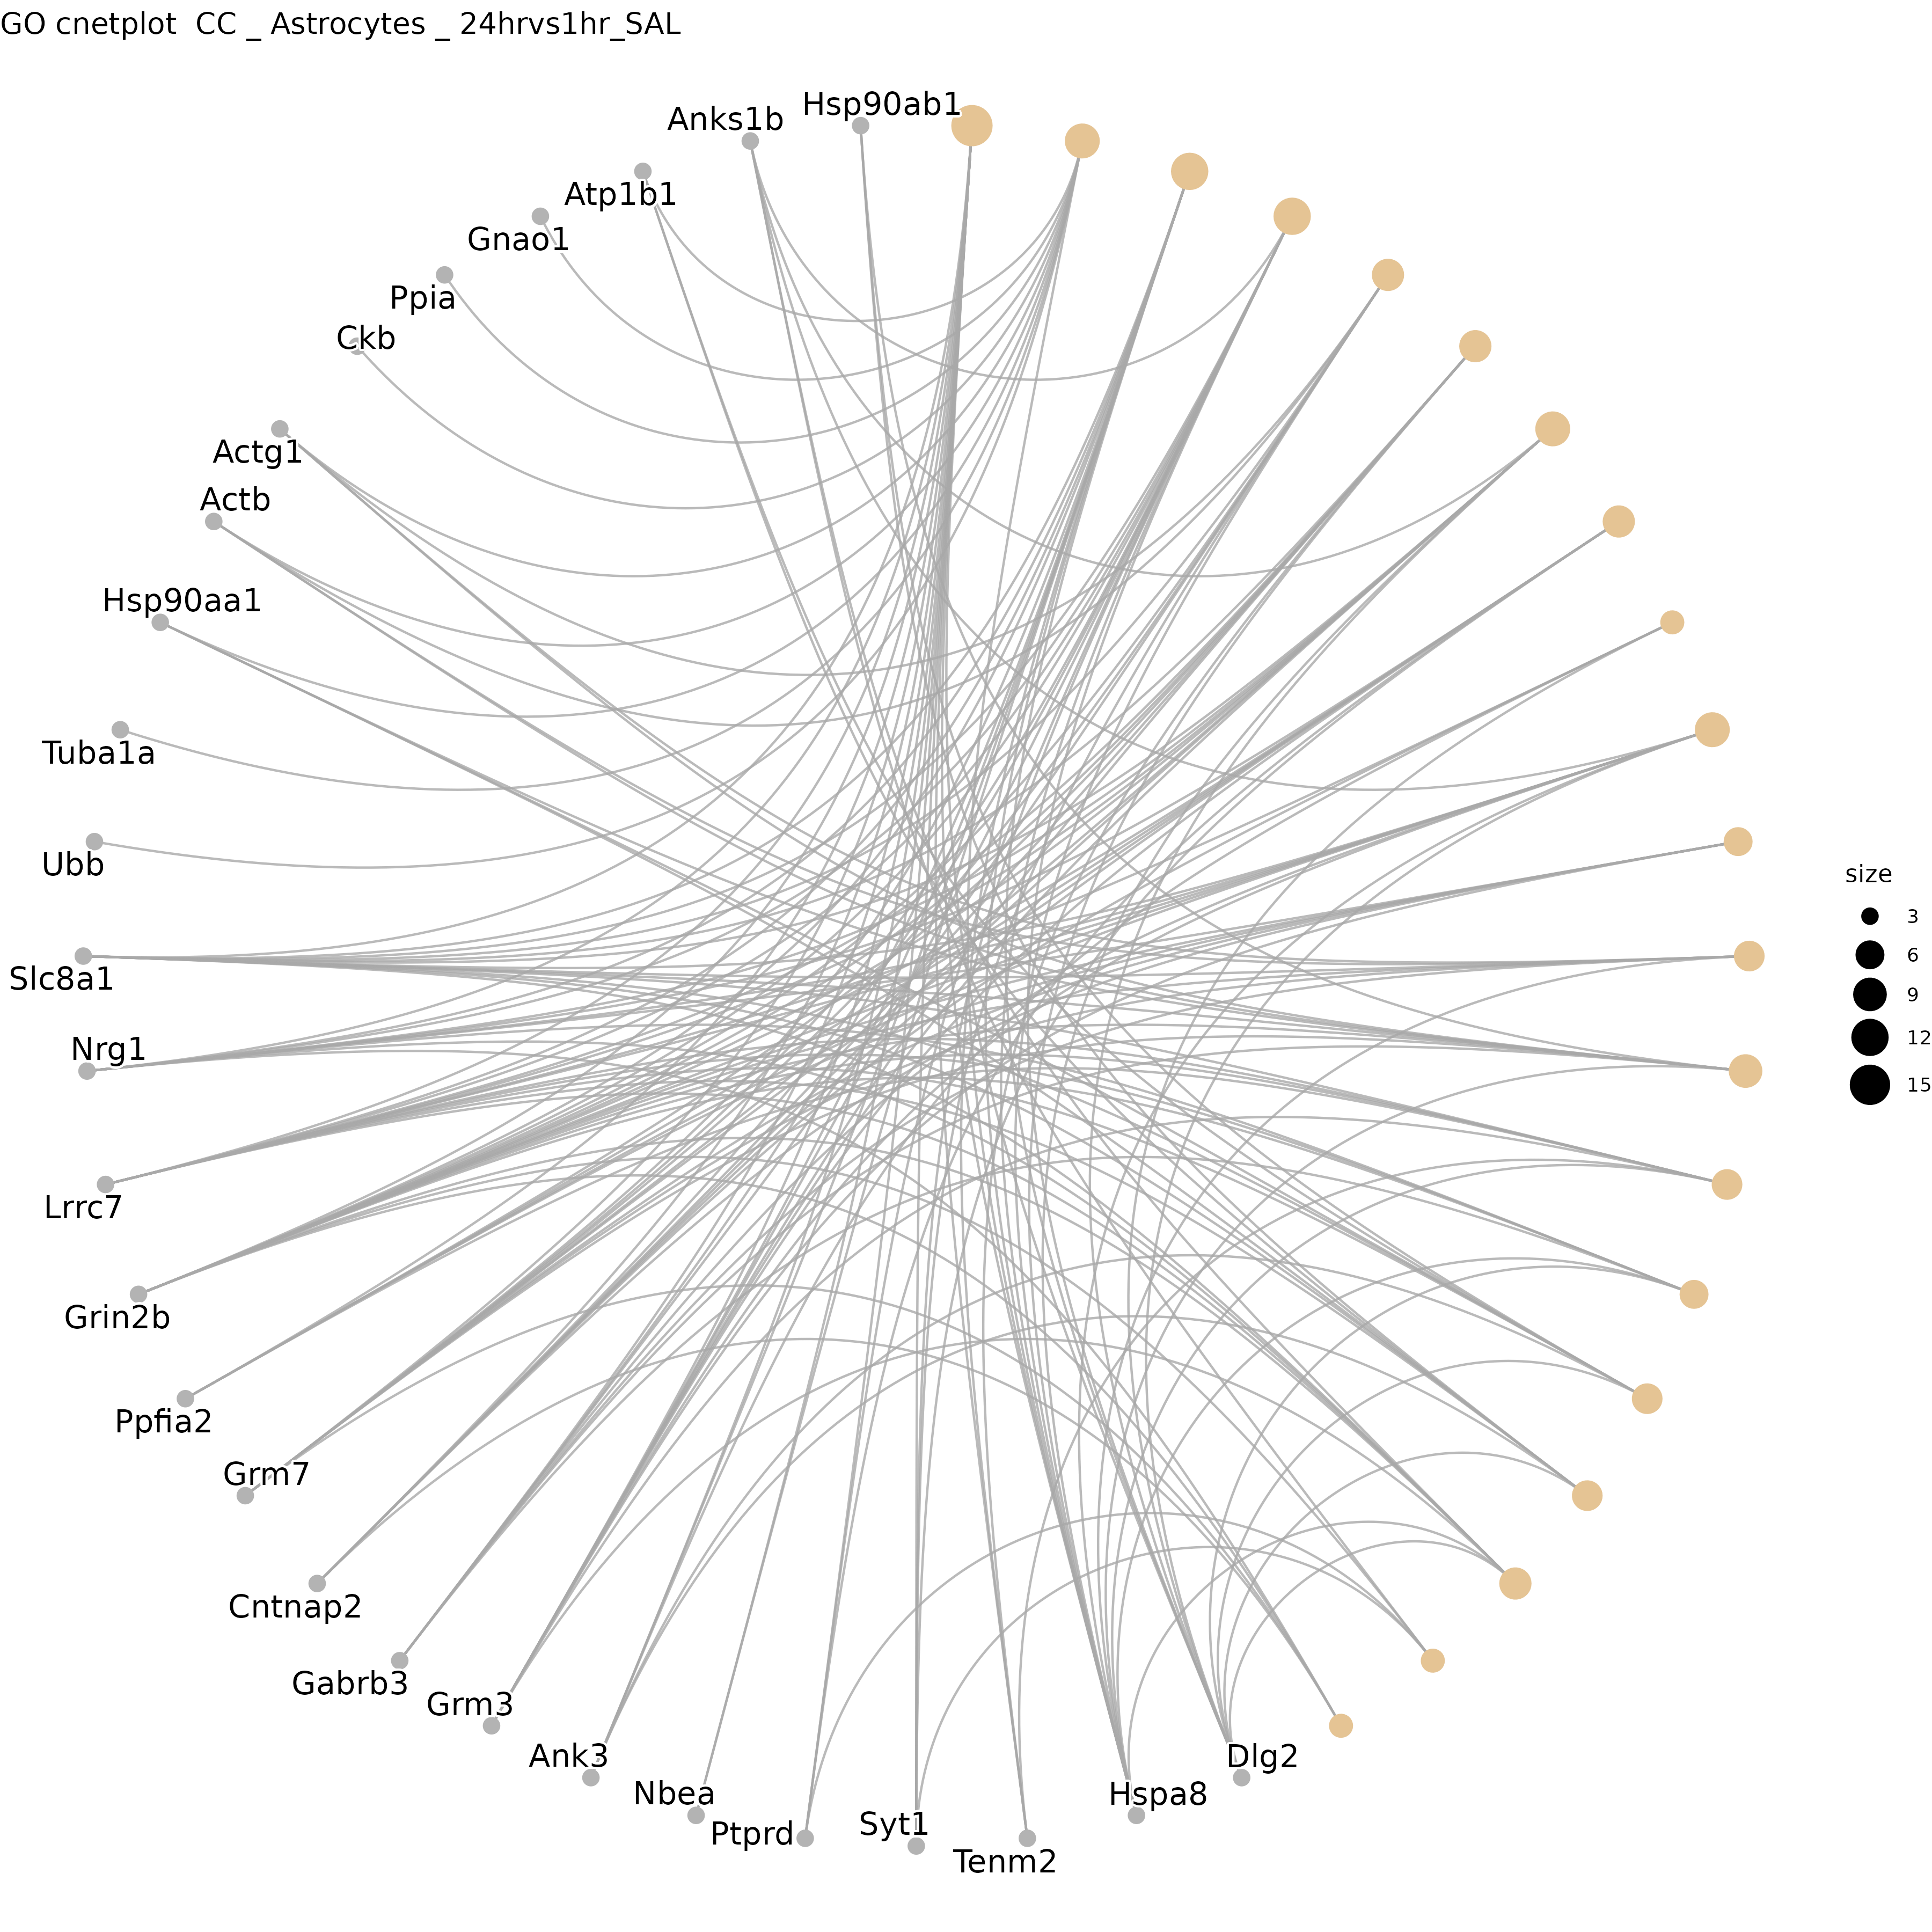 GO cnetplot  CC _ Astrocytes _ 24hrvs1hr_SAL
Hsp90ab1
Anks1b
Atp1b1
Gnao1
Ppia
Ckb
Actg1
Actb
Hsp90aa1
Tuba1a
Ubb
Slc8a1
Nrg1
Lrrc7
Grin2b
Ppfia2
Grm7
Cntnap2
Gabrb3
Grm3
Ank3
Nbea
Ptprd
Syt1
Tenm2
Hspa8
Dlg2
size
3
6
9
12
15